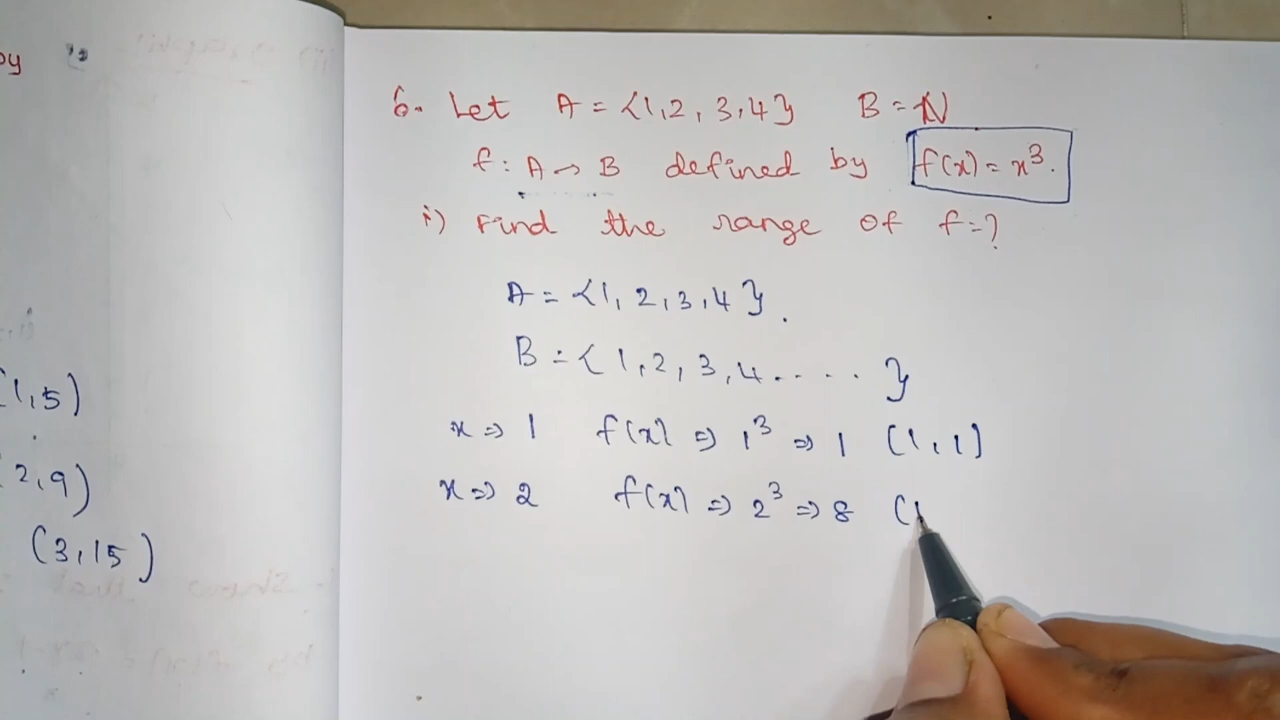 by
(1,5)
2,9)
(3,15)
6. Let A = {1,2,3,4} B = N
f: A → B defined by f(x) = x³.
i) Find the range of f=?
A = {1, 2, 3, 4}.
B = { 1, 2, 3, 4..... }
x ⇒ 1 f(x) ⇒ 1³ ⇒ 1 (1,1)
x ⇒ 2 f(x) ⇒ 2³ ⇒ 8 (